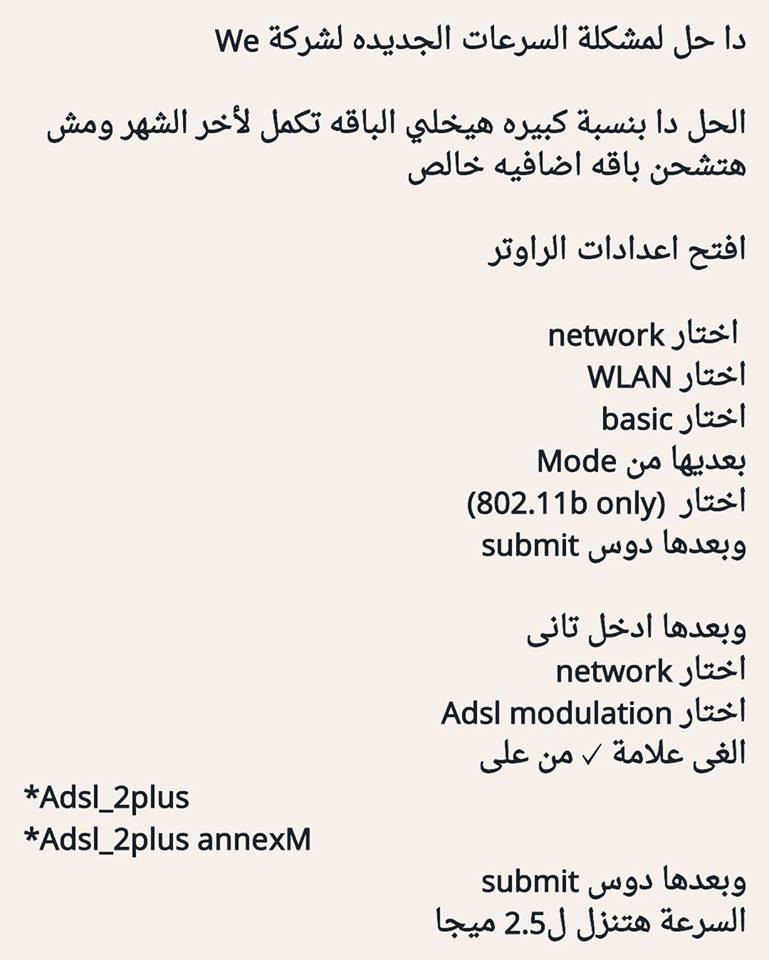 دا حل لمشكلة السرعات الجديده لشركة We
الحل دا بنسبة كبيره هيخلي الباقه تكمل لأخر الشهر ومش
هتشحن باقه اضافيه خالص
افتح اعدادات الراوتر
اختار network
اختار WLAN
اختار basic
بعديها من Mode
اختار (802.11b only)
وبعدها دوس submit
وبعدها ادخل تانى
اختار network
اختار Adsl modulation
الغى علامة ✓ من على
*Adsl_2plus
*Adsl_2plus annexM
وبعدها دوس submit
السرعة هتنزل ل2.5 ميجا